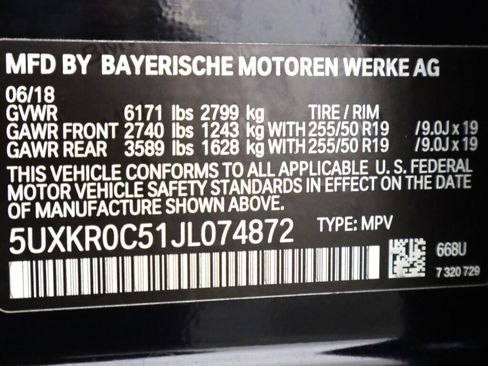 MFD BY BAYERISCHE MOTOREN WERKE AG
06/18
GVWR 6171 lbs 2799 kg TIRE / RIM
GAWR FRONT 2740 lbs 1243 kg WITH 255/50 R19 /9.0J x 19
GAWR REAR 3589 lbs 1628 kg WITH 255/50 R19 /9.0J x 19
THIS VEHICLE CONFORMS TO ALL APPLICABLE U. S. FEDERAL
MOTOR VEHICLE SAFETY STANDARDS IN EFFECT ON THE DATE
OF MANUFACTURE SHOWN ABOVE.
5UXKR0C51JL074872 TYPE: MPV
668U
7 320 729